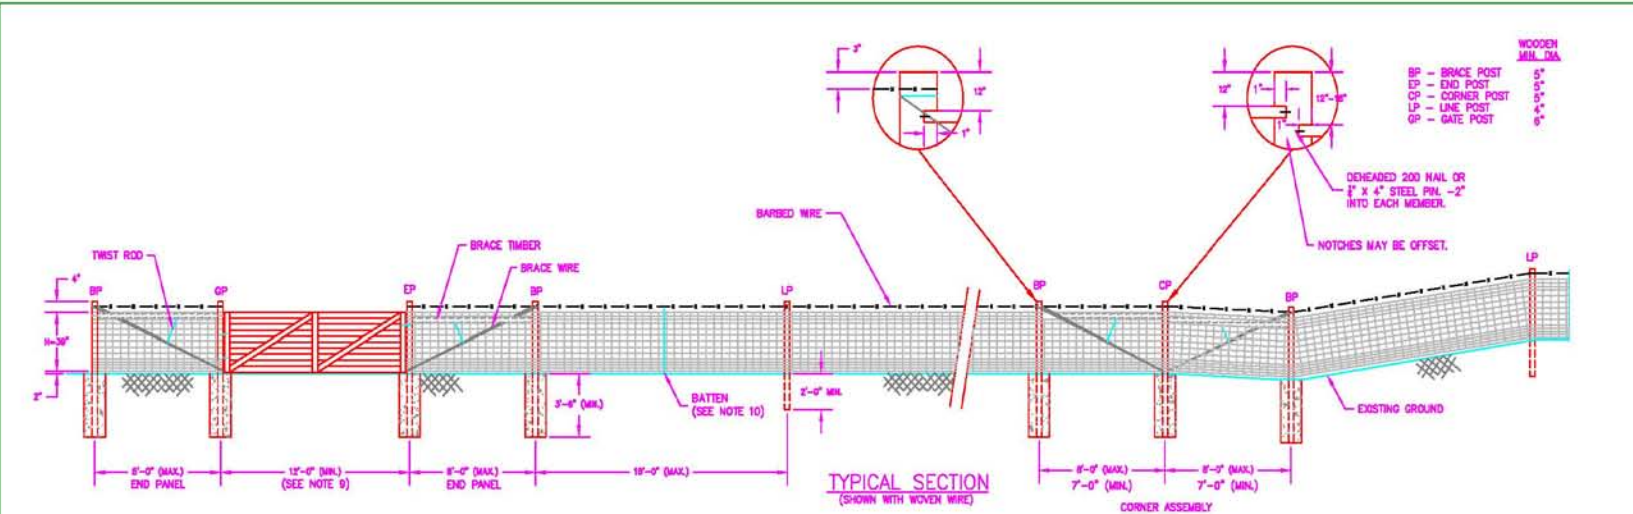 3"
12"
1"
12"
1"
1"
12"-16"
WOODEN
MIN. DIA.
BP - BRACE POST 5"
EP - END POST 5"
CP - CORNER POST 5"
LP - LINE POST 4"
GP - GATE POST 6"
DEHEADED 200 NAIL OR
X 4" STEEL PIN. -2"
INTO EACH MEMBER.
NOTCHES MAY BE OFFSET.
BARBED WIRE
TWIST ROD
BRACE TIMBER
BRACE WIRE
4"
BP
GP
EP
BP
LP
BP
CP
BP
LP
H=39"
2"
3'-6" (MIN.)
BATTEN
(SEE NOTE 10)
2'-0" MIN.
EXISTING GROUND
8'-0" (MAX.)
END PANEL
12'-0" (MIN.)
(SEE NOTE 9)
8'-0" (MAX.)
END PANEL
16'-0" (MAX.)
TYPICAL SECTION
(SHOWN WITH WOVEN WIRE)
8'-0" (MAX.)
7'-0" (MIN.)
8'-0" (MAX.)
7'-0" (MIN.)
CORNER ASSEMBLY